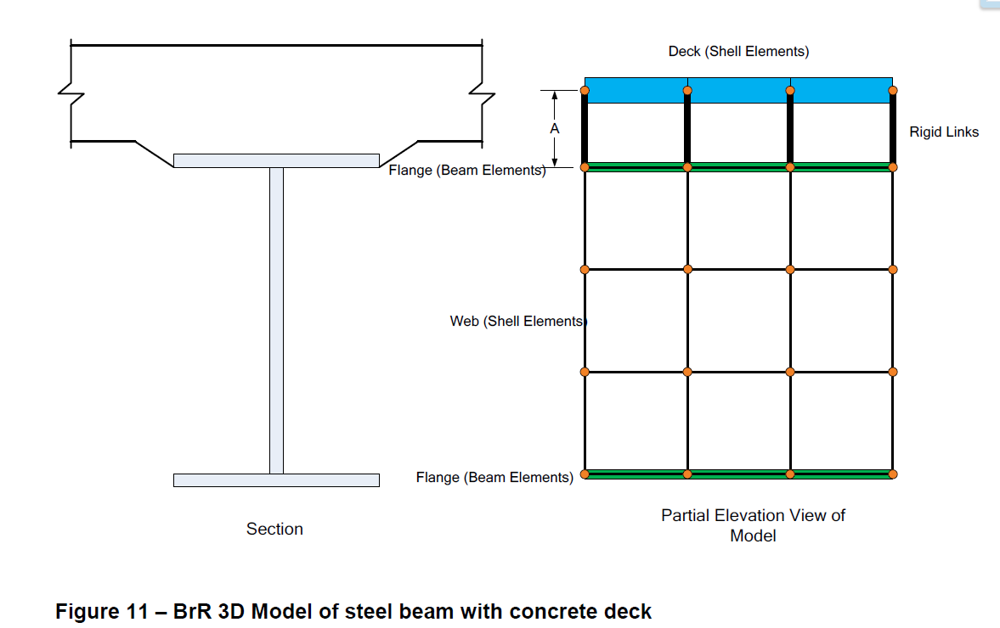 Deck (Shell Elements)
A
Rigid Links
Flange (Beam Elements)
Web (Shell Elements)
Flange (Beam Elements)
Section
Partial Elevation View of
Model
Figure 11 – BrR 3D Model of steel beam with concrete deck